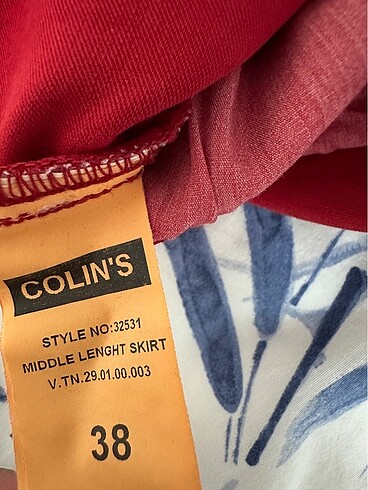 COLIN'S
STYLE NO:32531
MIDDLE LENGHT SKIRT
V.TN.29.01.00.003
38